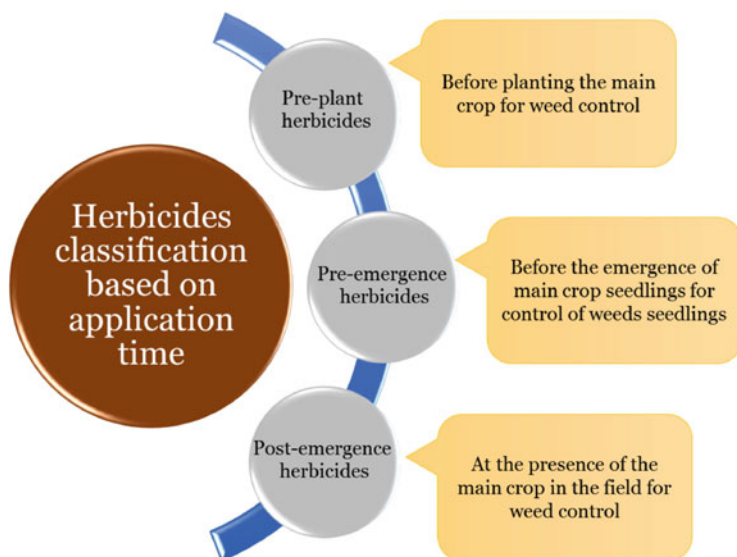 Herbicides
classification
based on
application
time
Pre-plant
herbicides
Before planting the main
crop for weed control
Pre-emergence
herbicides
Before the emergence of
main crop seedlings for
control of weeds seedlings
Post-emergence
herbicides
At the presence of the
main crop in the field for
weed control